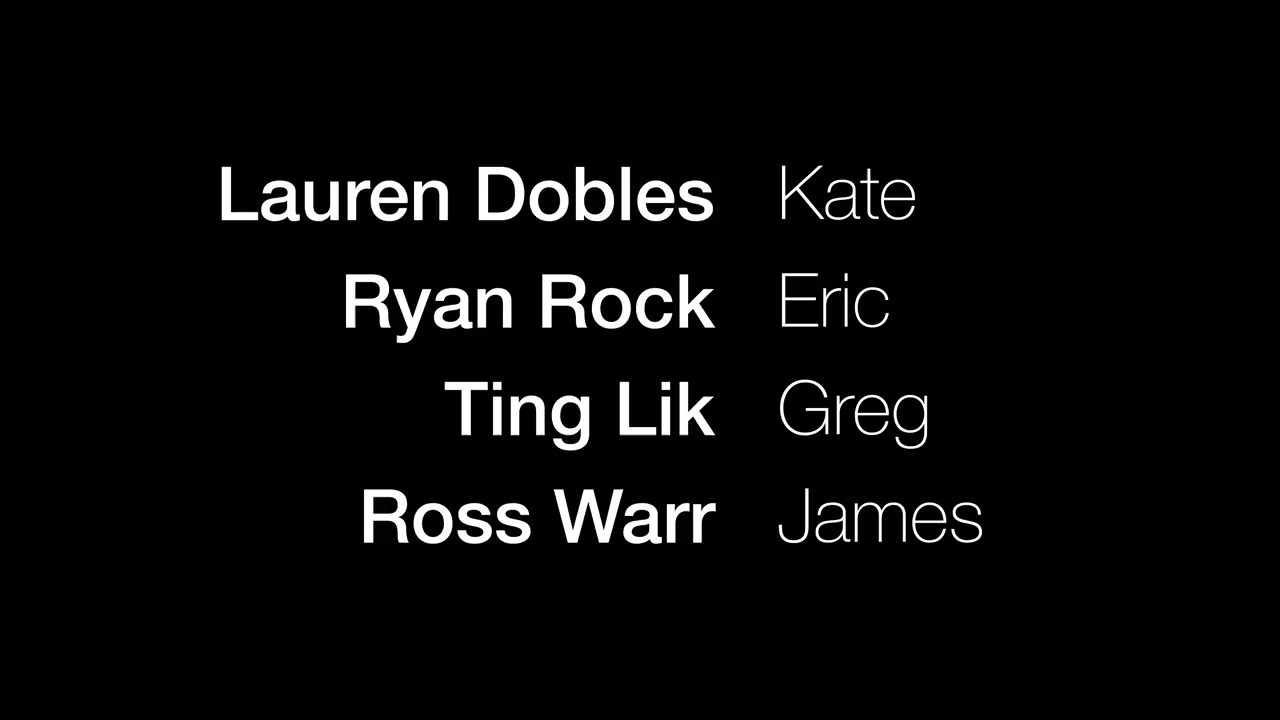 Lauren Dobles Kate
Ryan Rock Eric
Ting Lik Greg
Ross Warr James